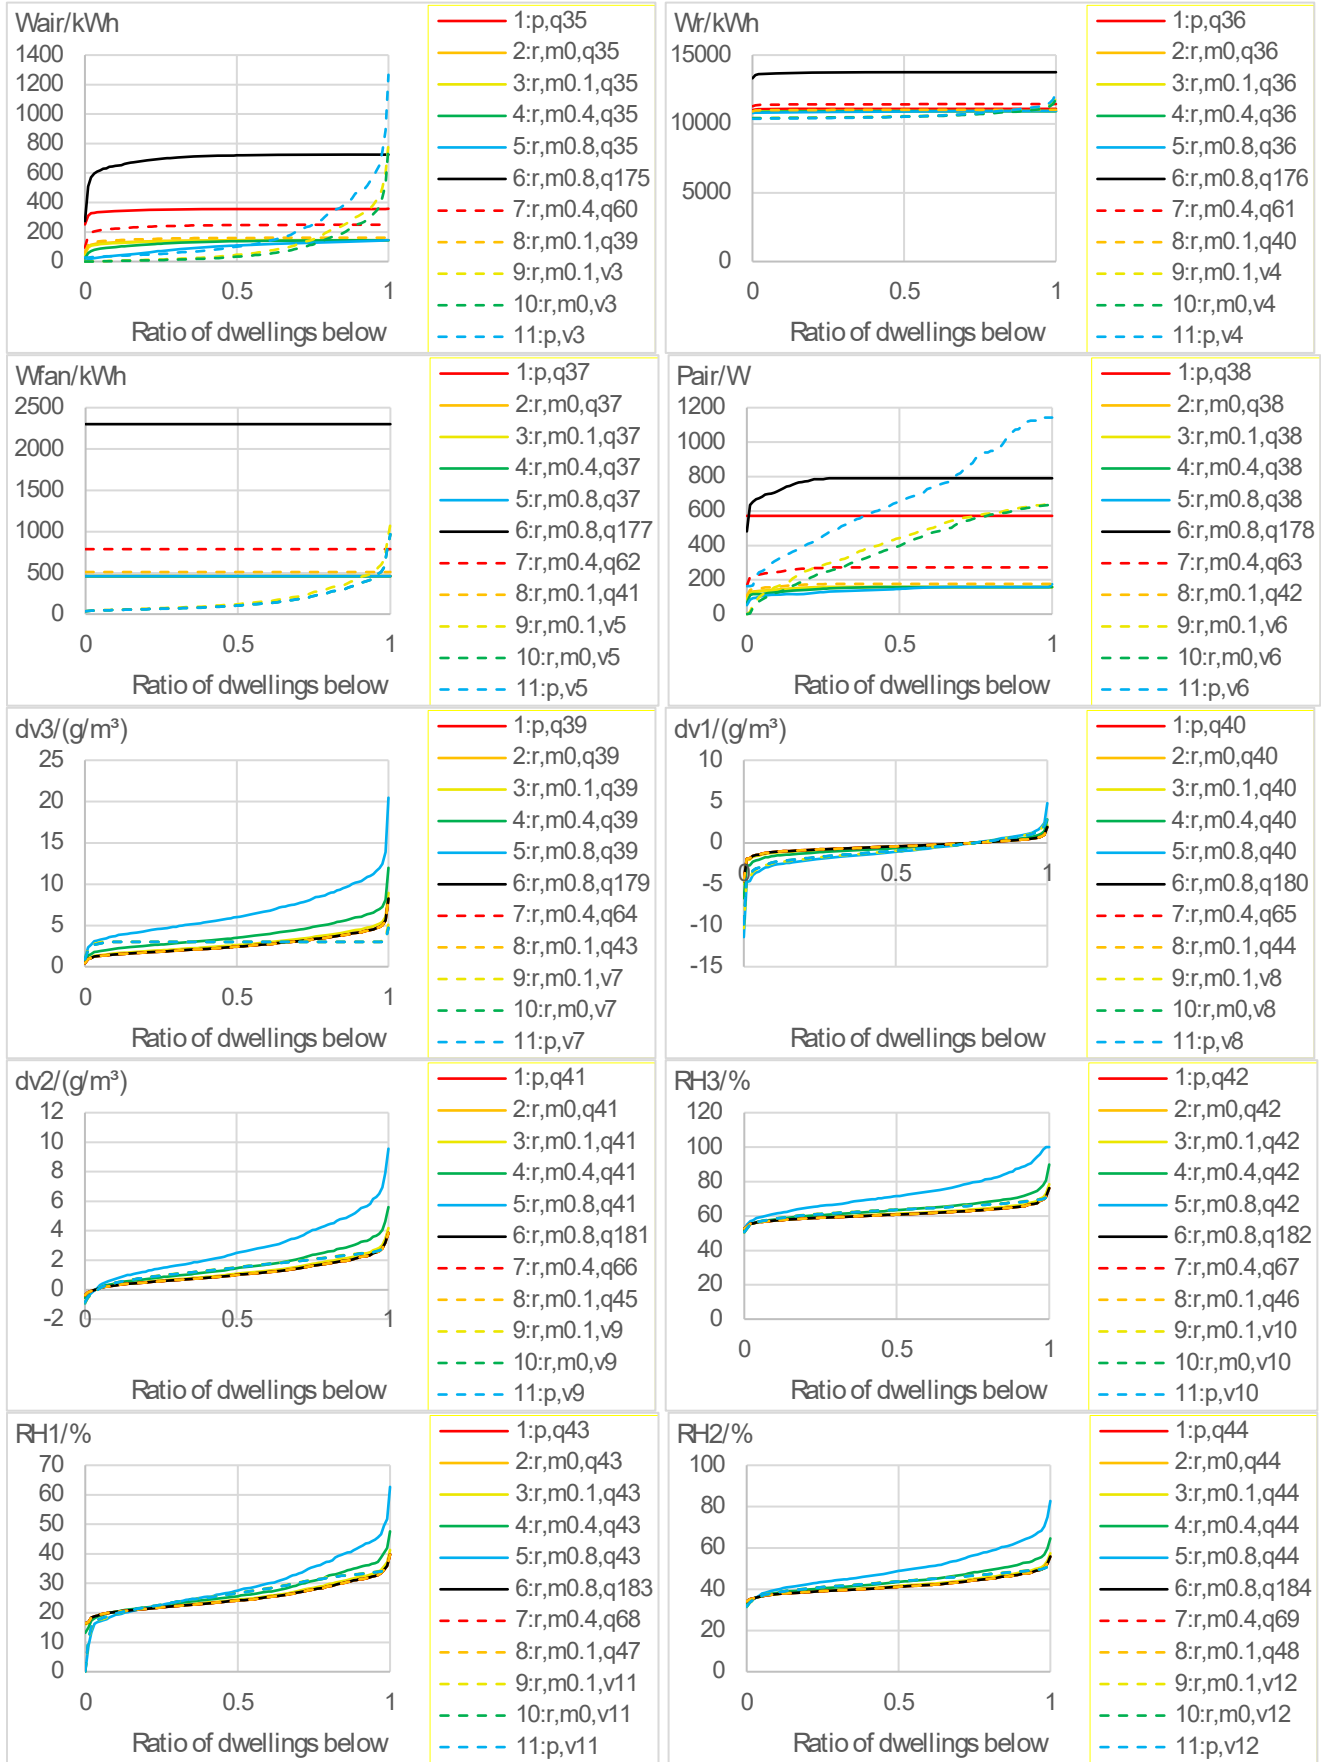 Wair/kWh
1400
1200
1000
800
600
400
200
0
0
0.5
1
Ratio of dwellings below
1:p,q35
2:r,m0,q35
3:r,m0.1,q35
4:r,m0.4,q35
5:r,m0.8,q35
6:r,m0.8,q175
7:r,m0.4,q60
8:r,m0.1,q39
9:r,m0.1,v3
10:r,m0,v3
11:p,v3
Wr/kWh
15000
10000
5000
0
0
0.5
1
Ratio of dwellings below
1:p,q36
2:r,m0,q36
3:r,m0.1,q36
4:r,m0.4,q36
5:r,m0.8,q36
6:r,m0.8,q176
7:r,m0.4,q61
8:r,m0.1,q40
9:r,m0.1,v4
10:r,m0,v4
11:p,v4
Wfan/kWh
2500
2000
1500
1000
500
0
0
0.5
1
Ratio of dwellings below
1:p,q37
2:r,m0,q37
3:r,m0.1,q37
4:r,m0.4,q37
5:r,m0.8,q37
6:r,m0.8,q177
7:r,m0.4,q62
8:r,m0.1,q41
9:r,m0.1,v5
10:r,m0,v5
11:p,v5
Pair/W
1200
1000
800
600
400
200
0
0
0.5
1
Ratio of dwellings below
1:p,q38
2:r,m0,q38
3:r,m0.1,q38
4:r,m0.4,q38
5:r,m0.8,q38
6:r,m0.8,q178
7:r,m0.4,q63
8:r,m0.1,q42
9:r,m0.1,v6
10:r,m0,v6
11:p,v6
dv3/(g/m³)
25
20
15
10
5
0
0
0.5
1
Ratio of dwellings below
1:p,q39
2:r,m0,q39
3:r,m0.1,q39
4:r,m0.4,q39
5:r,m0.8,q39
6:r,m0.8,q179
7:r,m0.4,q64
8:r,m0.1,q43
9:r,m0.1,v7
10:r,m0,v7
11:p,v7
dv1/(g/m³)
10
5
0
-5
-10
-15
0
0.5
1
Ratio of dwellings below
1:p,q40
2:r,m0,q40
3:r,m0.1,q40
4:r,m0.4,q40
5:r,m0.8,q40
6:r,m0.8,q180
7:r,m0.4,q65
8:r,m0.1,q44
9:r,m0.1,v8
10:r,m0,v8
11:p,v8
dv2/(g/m³)
12
10
8
6
4
2
0
-2
0
0.5
1
Ratio of dwellings below
1:p,q41
2:r,m0,q41
3:r,m0.1,q41
4:r,m0.4,q41
5:r,m0.8,q41
6:r,m0.8,q181
7:r,m0.4,q66
8:r,m0.1,q45
9:r,m0.1,v9
10:r,m0,v9
11:p,v9
RH3/%
120
100
80
60
40
20
0
0
0.5
1
Ratio of dwellings below
1:p,q42
2:r,m0,q42
3:r,m0.1,q42
4:r,m0.4,q42
5:r,m0.8,q42
6:r,m0.8,q182
7:r,m0.4,q67
8:r,m0.1,q46
9:r,m0.1,v10
10:r,m0,v10
11:p,v10
RH1/%
70
60
50
40
30
20
10
0
0
0.5
1
Ratio of dwellings below
1:p,q43
2:r,m0,q43
3:r,m0.1,q43
4:r,m0.4,q43
5:r,m0.8,q43
6:r,m0.8,q183
7:r,m0.4,q68
8:r,m0.1,q47
9:r,m0.1,v11
10:r,m0,v11
11:p,v11
RH2/%
100
80
60
40
20
0
0
0.5
1
Ratio of dwellings below
1:p,q44
2:r,m0,q44
3:r,m0.1,q44
4:r,m0.4,q44
5:r,m0.8,q44
6:r,m0.8,q184
7:r,m0.4,q69
8:r,m0.1,q48
9:r,m0.1,v12
10:r,m0,v12
11:p,v12